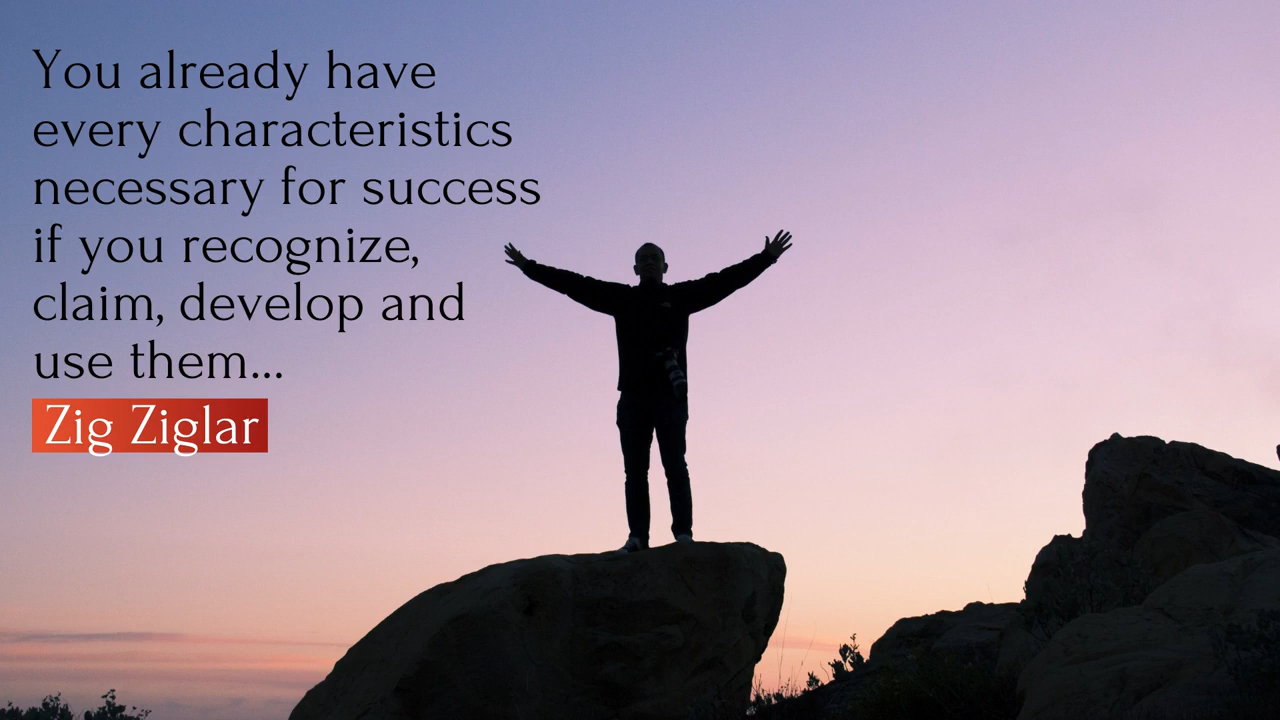 You already have
every characteristics
necessary for success
if you recognize,
claim, develop and
use them...
Zig Ziglar